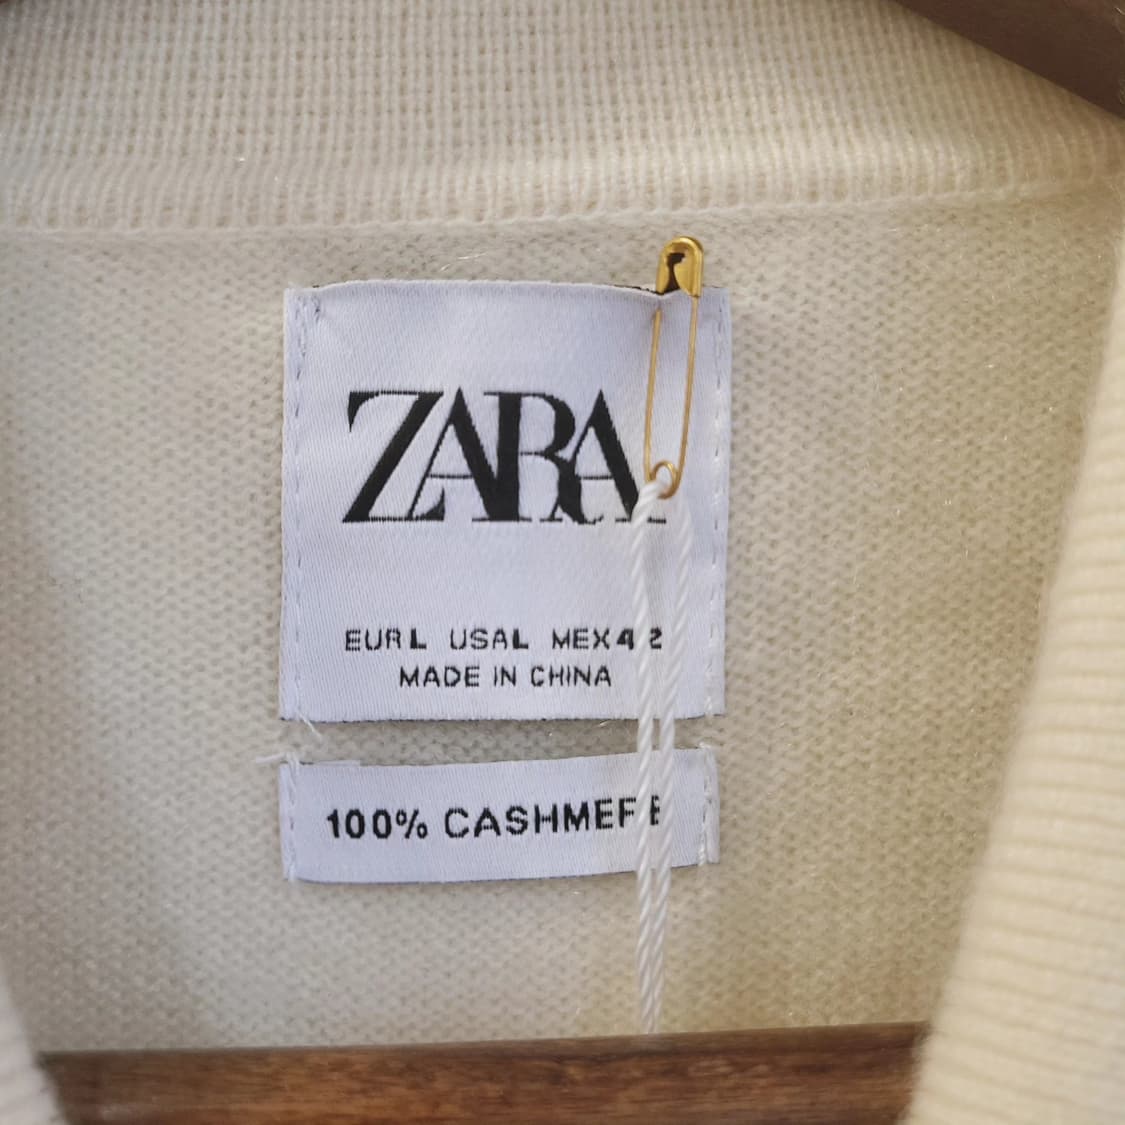 ZARA
EUR L USA L MEX 42
MADE IN CHINA
100% CASHMERE